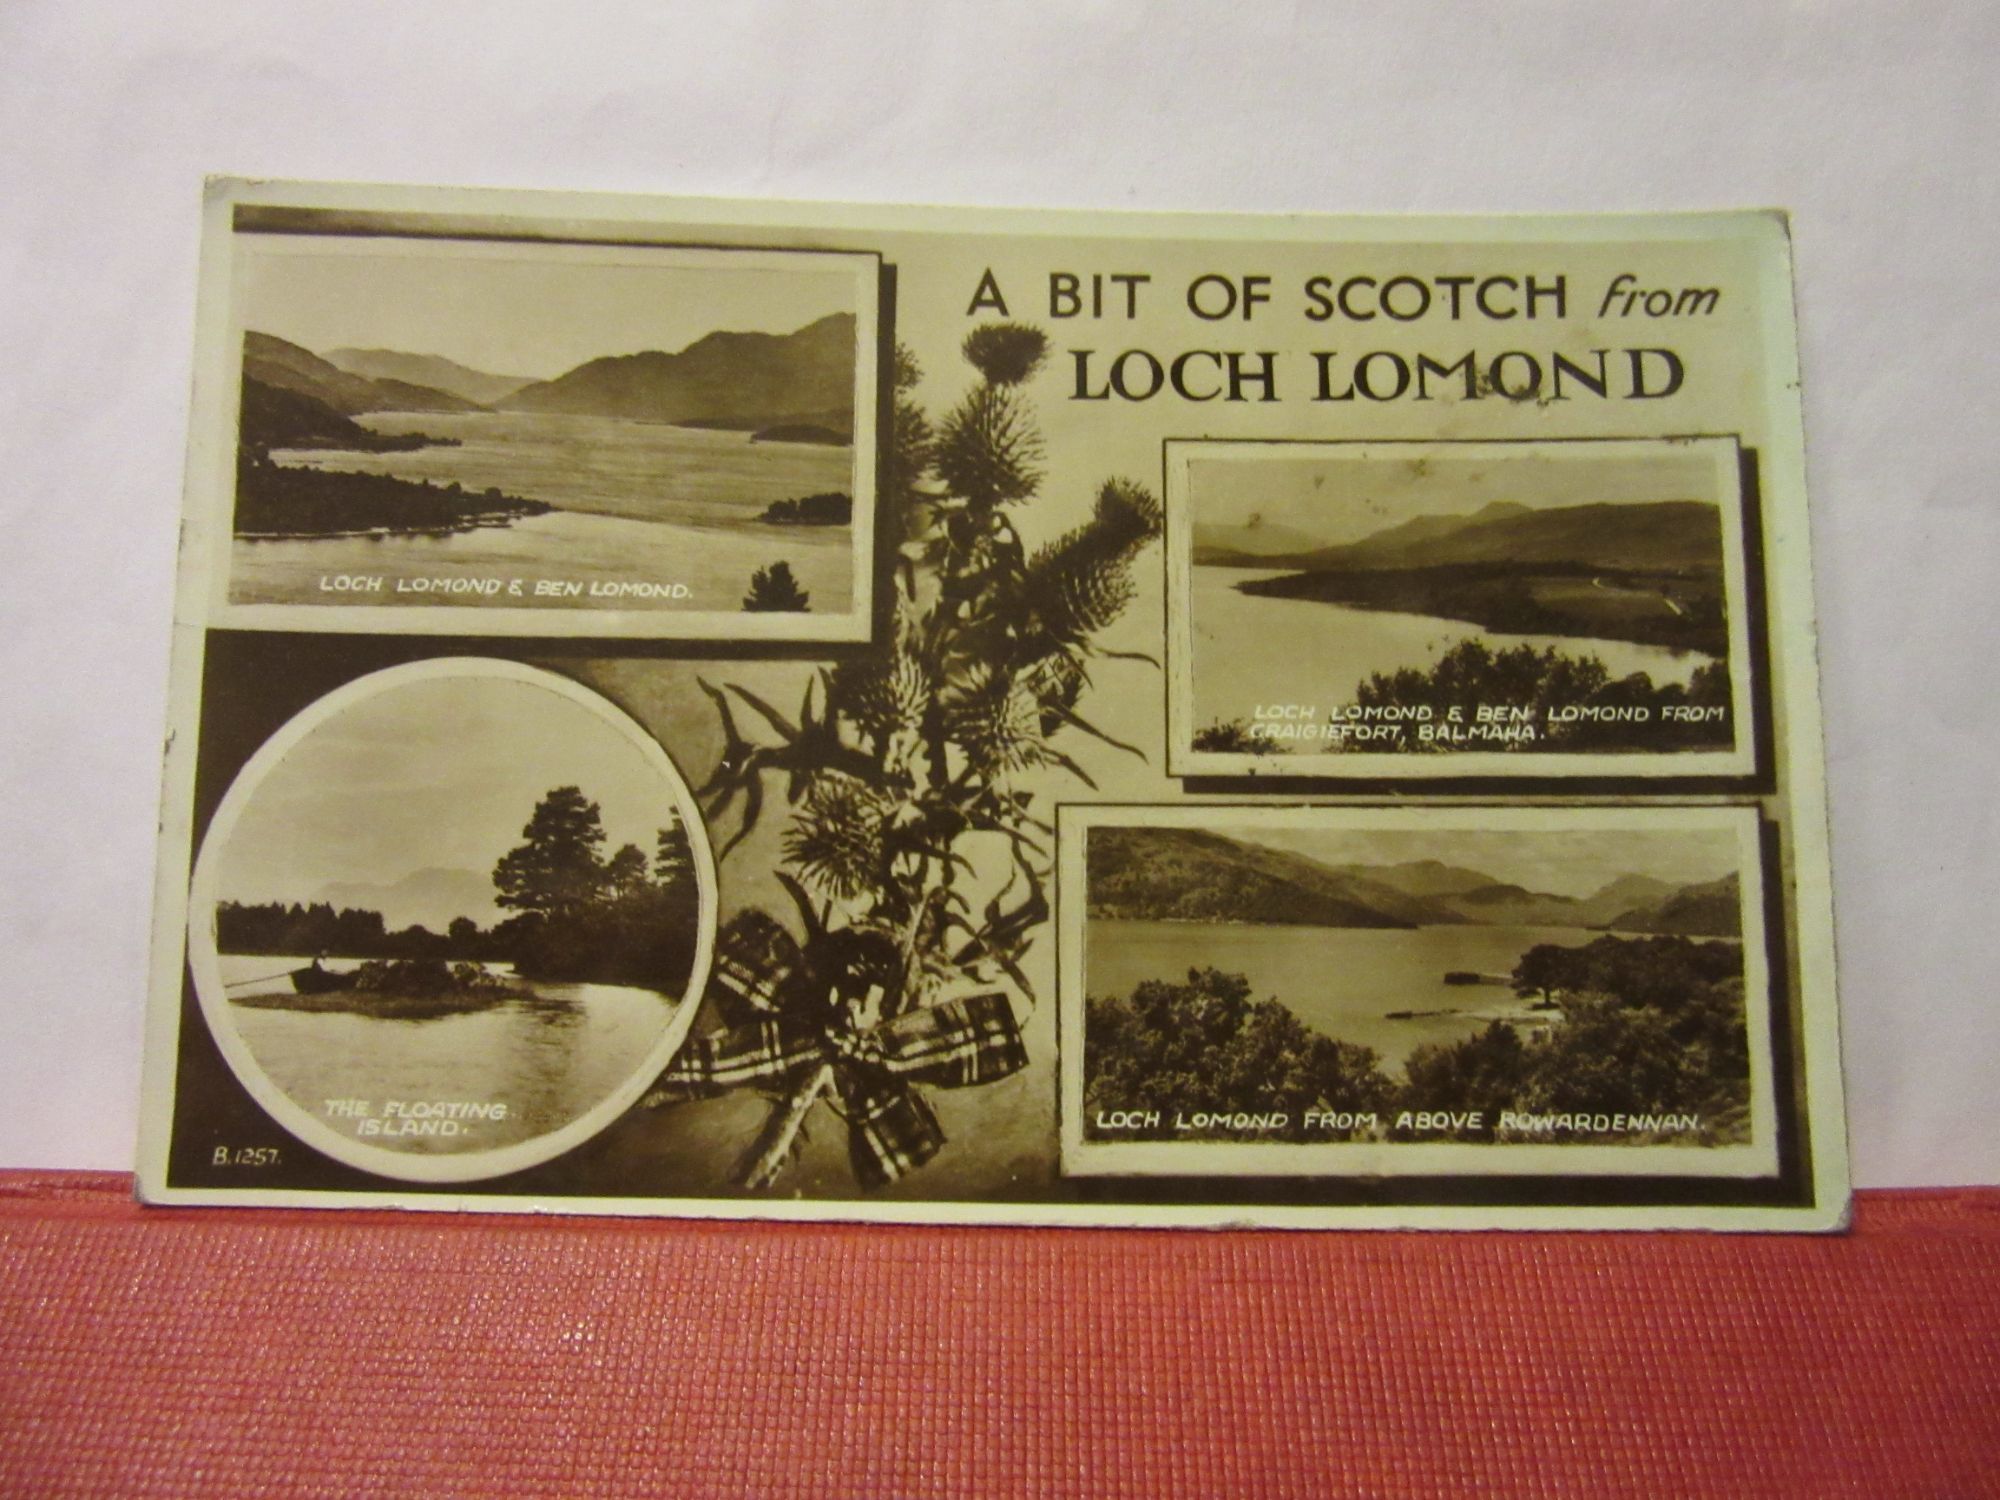 A BIT OF SCOTCH from
LOCH LOMOND
LOCH LOMOND & BEN LOMOND.
LOCH LOMOND & BEN LOMOND FROM
CRAIGIEFORT, BALMAHA.
THE FLOATING
ISLAND.
LOCH LOMOND FROM ABOVE ROWARDENNAN.
B.1257.